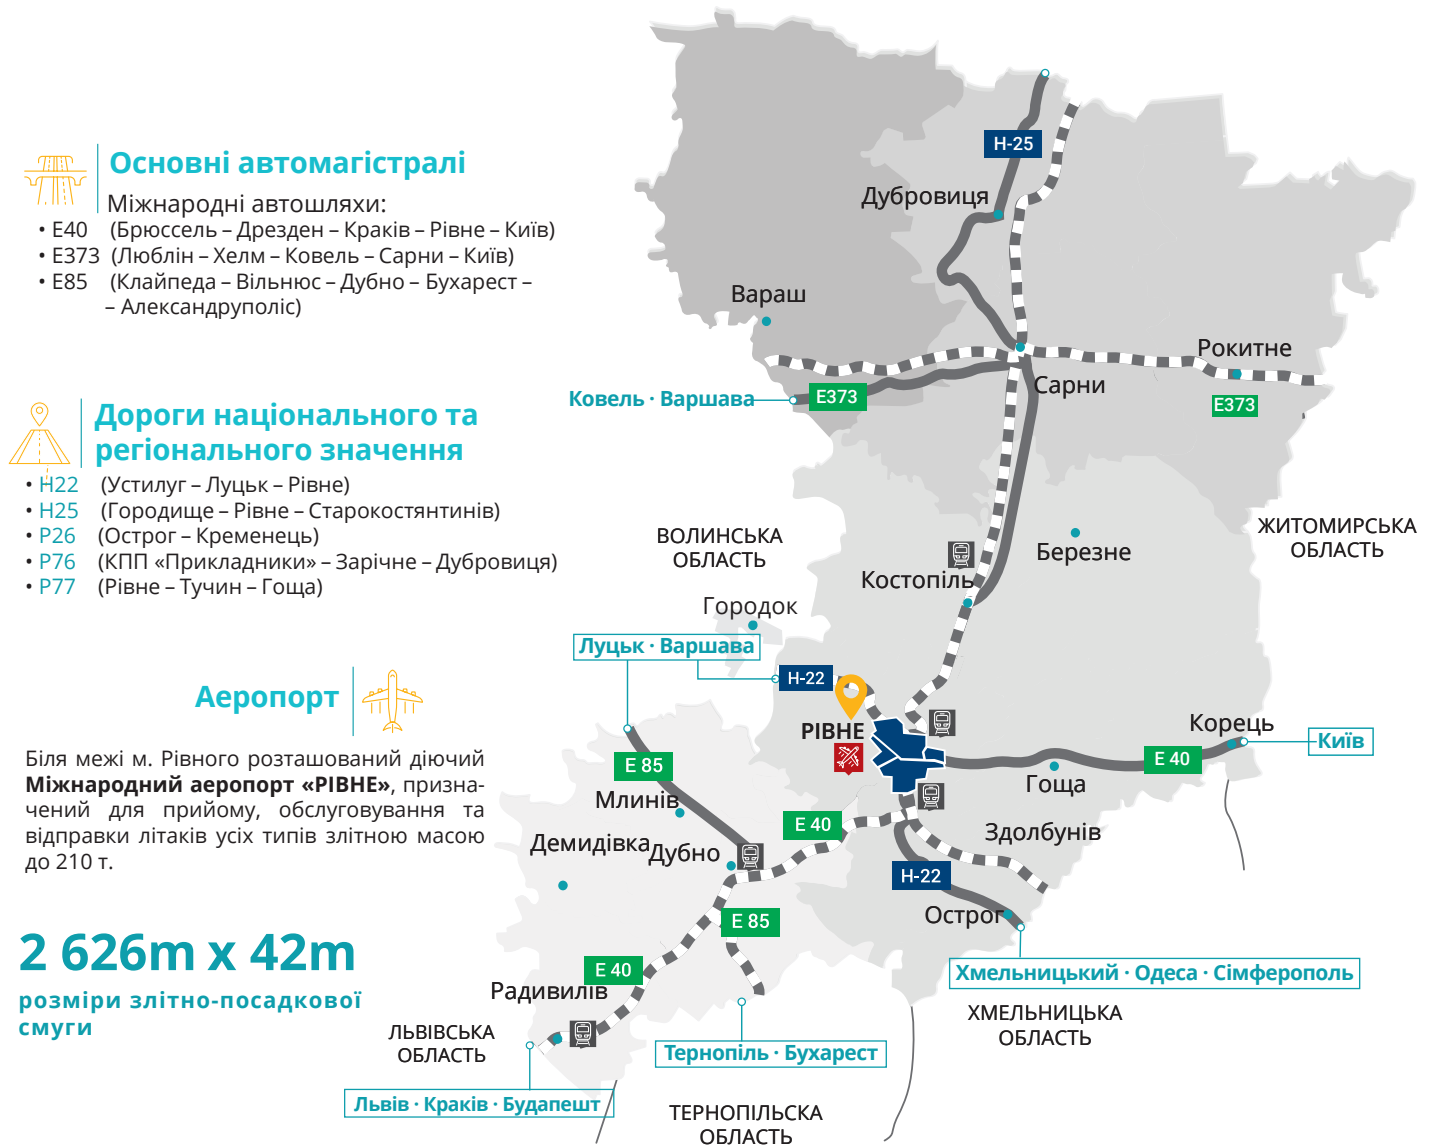 Основні автомагістралі
Міжнародні автошляхи:
• E40 (Брюссель – Дрезден – Краків – Рівне – Київ)
• E373 (Люблін – Хелм – Ковель – Сарни – Київ)
• E85 (Клайпеда – Вільнюс – Дубно – Бухарест –
– Александруполіс)
Дороги національного та
регіонального значення
• Н22 (Устилуг – Луцьк – Рівне)
• Н25 (Городище – Рівне – Старокостянтинів)
• Р26 (Острог – Кременець)
• Р76 (КПП «Прикладники» – Зарічне – Дубровиця)
• Р77 (Рівне – Тучин – Гоща)
Аеропорт
Біля межі м. Рівного розташований діючий
Міжнародний аеропорт «РІВНЕ», призна-
чений для прийому, обслуговування та
відправки літаків усіх типів злітною масою
до 210 т.
2 626m x 42m
розміри злітно-посадкової
смуги
Н-25
Дубровиця
Вараш
Рокитне
Сарни
E373
Ковель · Варшава
E373
ВОЛИНСЬКА
ОБЛАСТЬ
ЖИТОМИРСЬКА
ОБЛАСТЬ
Березне
Костопіль
Городок
Луцьк · Варшава
Н-22
РІВНЕ
Корець
Київ
E 40
Гоща
E 85
Млинів
E 40
Здолбунів
Демидівка
Дубно
Н-22
Острог
E 85
E 40
Радивилів
Хмельницький · Одеса · Сімферополь
ХМЕЛЬНИЦЬКА
ОБЛАСТЬ
ЛЬВІВСЬКА
ОБЛАСТЬ
Тернопіль · Бухарест
Львів · Краків · Будапешт
ТЕРНОПІЛЬСКА
ОБЛАСТЬ